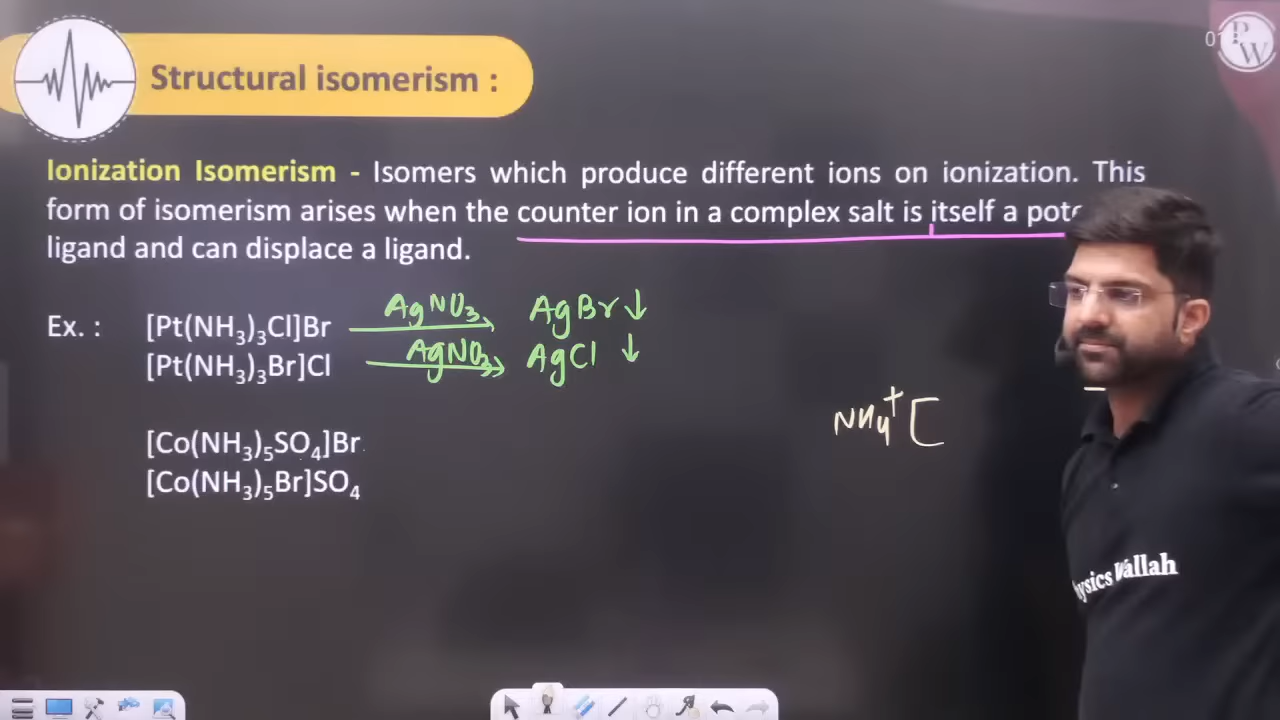 Structural isomerism :
Ionization Isomerism - Isomers which produce different ions on ionization. This
form of isomerism arises when the counter ion in a complex salt is itself a
ligand and can displace a ligand.
Ex. : [Pt(NH₃)₃Cl]Br AgNO₃ AgBr↓
[Pt(NH₃)₃Br]Cl AgNO₃ AgCl ↓
NH₄⁺ [
[Co(NH₃)₅SO₄]Br
[Co(NH₃)₅Br]SO₄
Wallah
PW